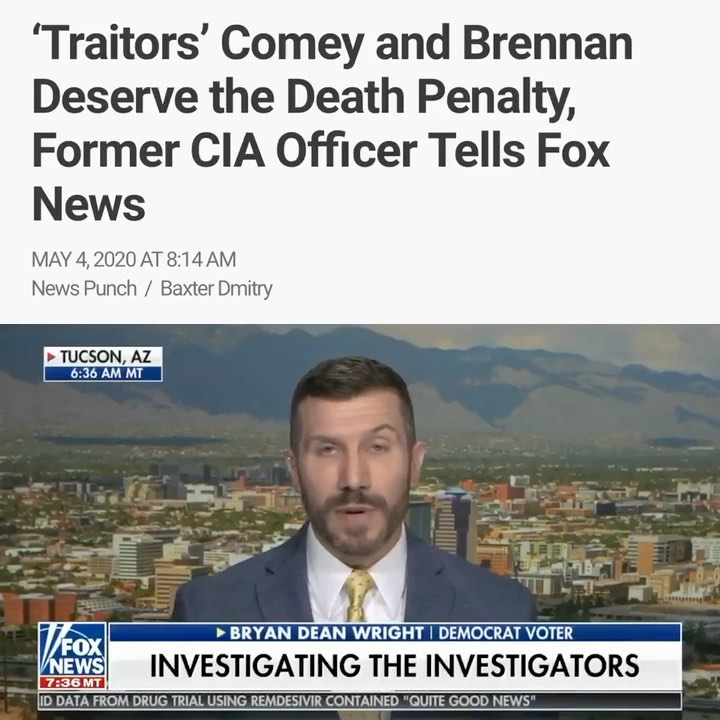 ‘Traitors’ Comey and Brennan
Deserve the Death Penalty,
Former CIA Officer Tells Fox
News
MAY 4, 2020 AT 8:14 AM
News Punch / Baxter Dmitry
TUCSON, AZ
6:36 AM MT
BRYAN DEAN WRIGHT | DEMOCRAT VOTER
FOX
NEWS
INVESTIGATING THE INVESTIGATORS
7:36 MT
ID DATA FROM DRUG TRIAL USING REMDESIVIR CONTAINED "QUITE GOOD NEWS"